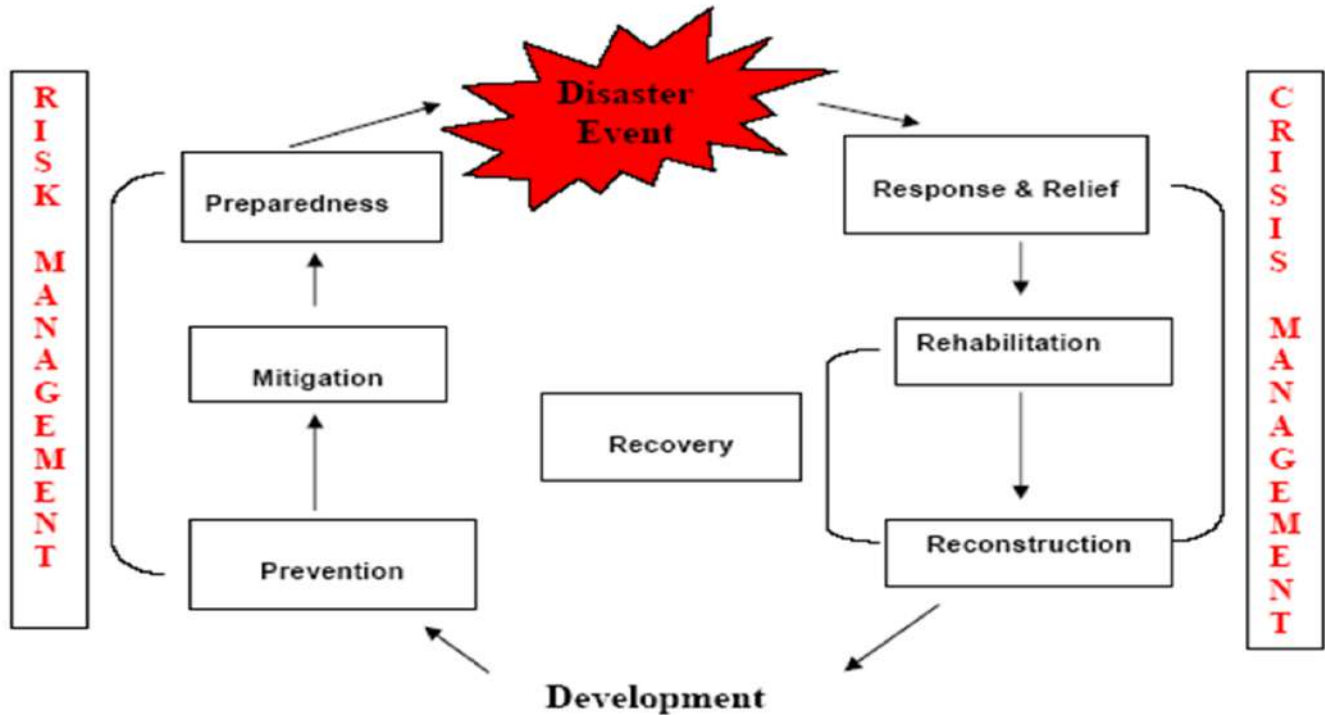 RISK MANAGEMENT
Disaster
Event
CRISIS MANAGEMENT
Preparedness
Response & Relief
Mitigation
Rehabilitation
Recovery
Prevention
Reconstruction
Development